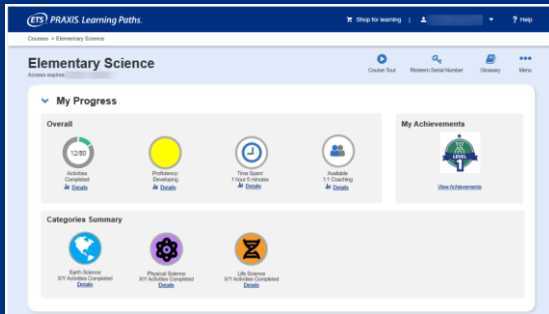 ETS PRAXIS. Learning Paths.
Shop for learning | ? Help
Courses > Elementary Science
Elementary Science
Access expires
Course Tour Redeem Serial Number Glossary Menu
My Progress
Overall
12/80
Activities
Completed
Details
Proficiency
Developing
Details
Time Spent
1 hour 5 minutes
Details
Available
1:1 Coaching
Details
My Achievements
LEVEL
1
View Achievements
Categories Summary
Earth Science
X/Y Activities Completed
Details
Physical Science
X/Y Activities Completed
Details
Life Science
X/Y Activities Completed
Details